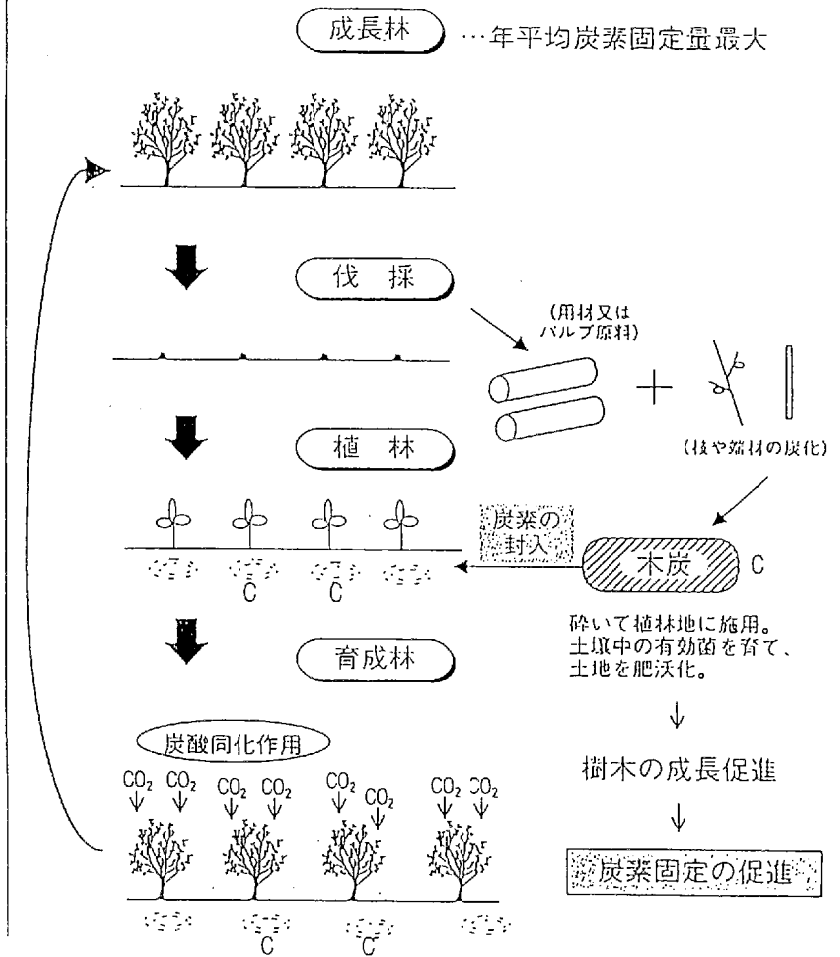 成長林 …年平均炭素固定量最大
伐 採
(用材又は
パルプ原料)
植 林
(枝や端材の炭化)
炭素の
封入
木炭 C
C C
砕いて植林地に施用。
土壌中の有効菌を育て、
土地を肥沃化。
育成林
炭酸同化作用
樹木の成長促進
CO₂ CO₂ CO₂ CO₂ CO₂ CO₂ CO₂ CO₂
炭素固定の促進
C C